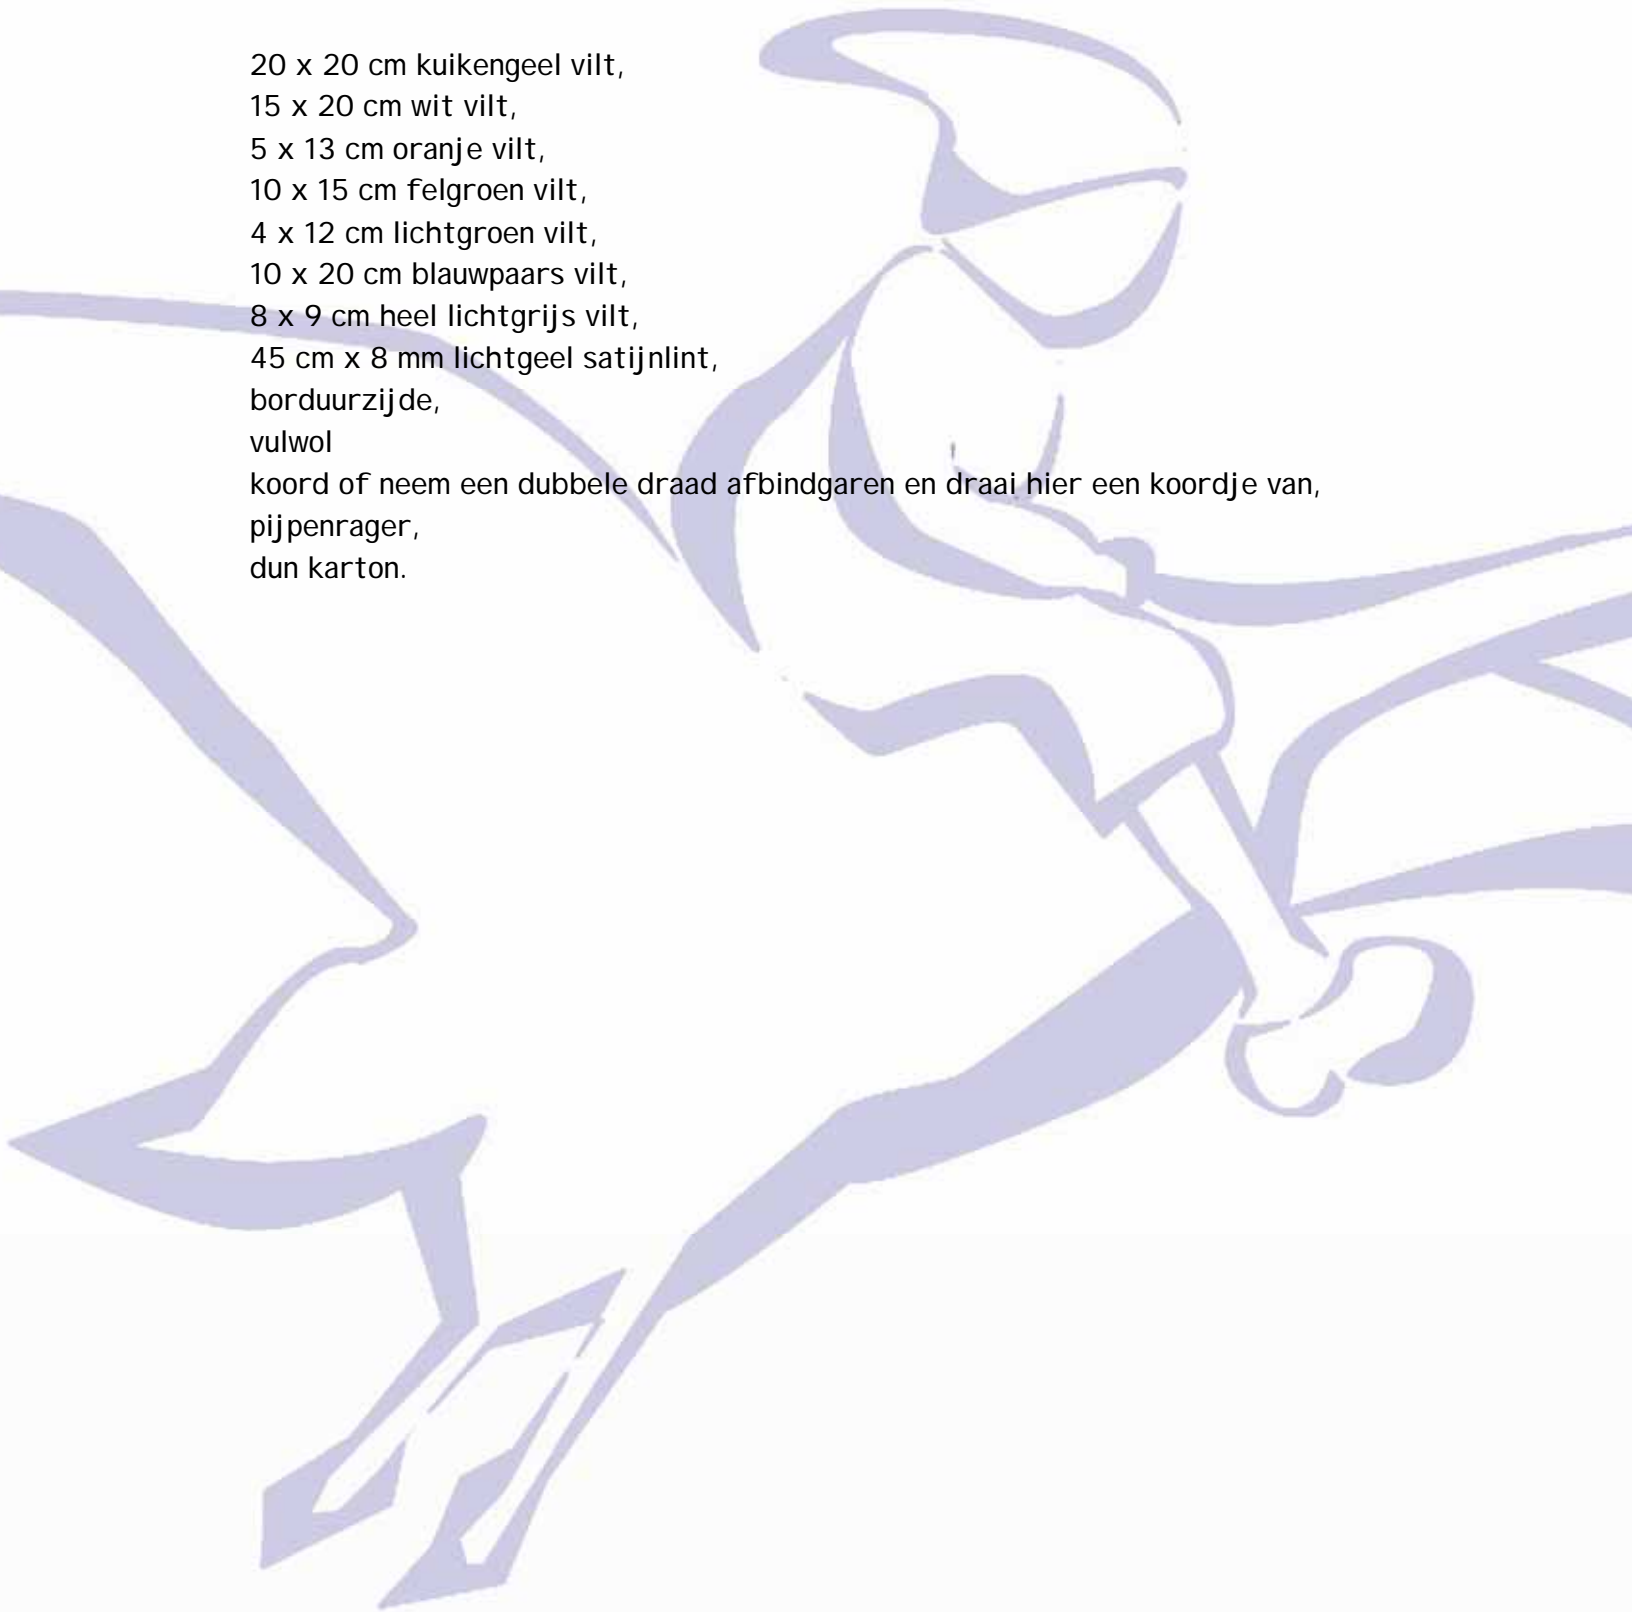 20 x 20 cm kuikengeel vilt,
15 x 20 cm wit vilt,
5 x 13 cm oranje vilt,
10 x 15 cm felgroen vilt,
4 x 12 cm lichtgroen vilt,
10 x 20 cm blauwpaars vilt,
8 x 9 cm heel lichtgrijs vilt,
45 cm x 8 mm lichtgeel satijnlint,
borduurzijde,
vulwol
koord of neem een dubbele draad afbindgaren en draai hier een koordje van,
pijpenrager,
dun karton.